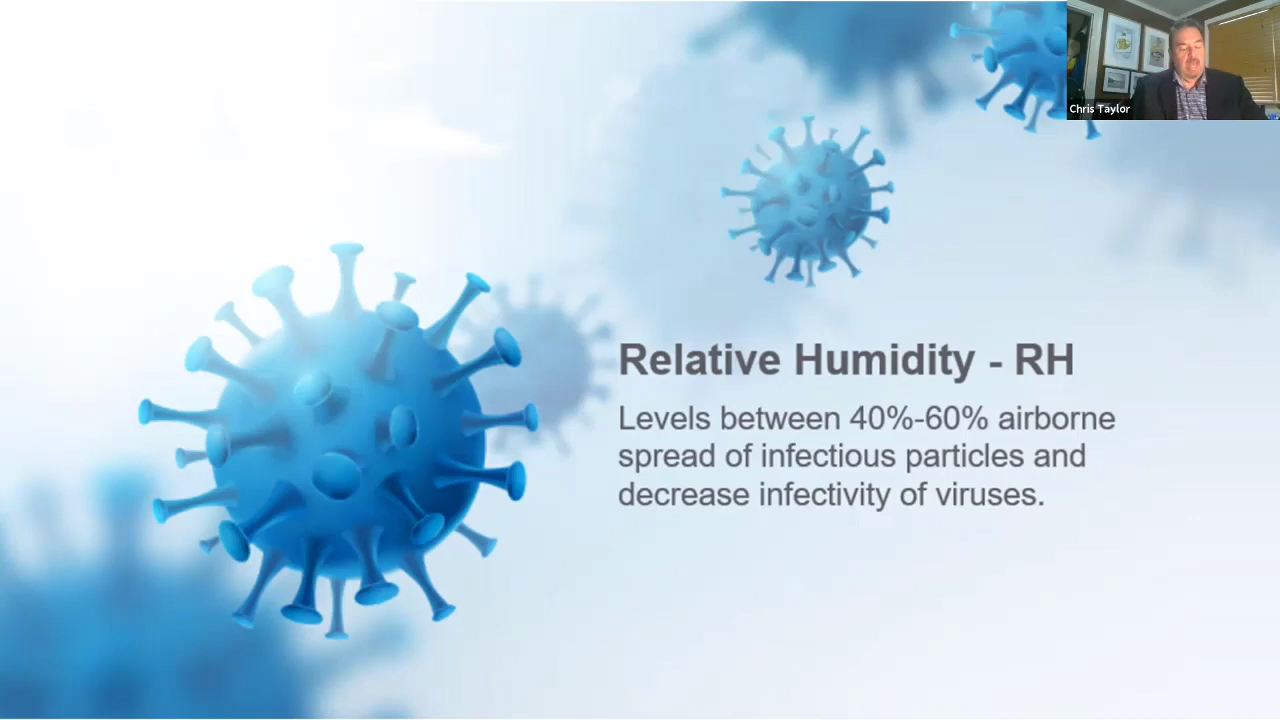 Chris Taylor
Relative Humidity - RH
Levels between 40%-60% airborne
spread of infectious particles and
decrease infectivity of viruses.